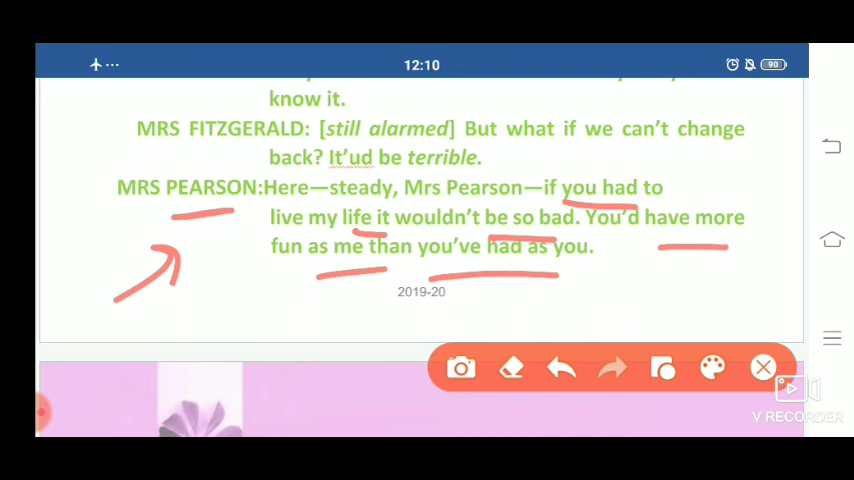 12:10
90
know it.
MRS FITZGERALD: [still alarmed] But what if we can't change
back? It'ud be terrible.
MRS PEARSON:Here—steady, Mrs Pearson—if you had to
live my life it wouldn't be so bad. You'd have more
fun as me than you've had as you.
2019-20
V RECORDER